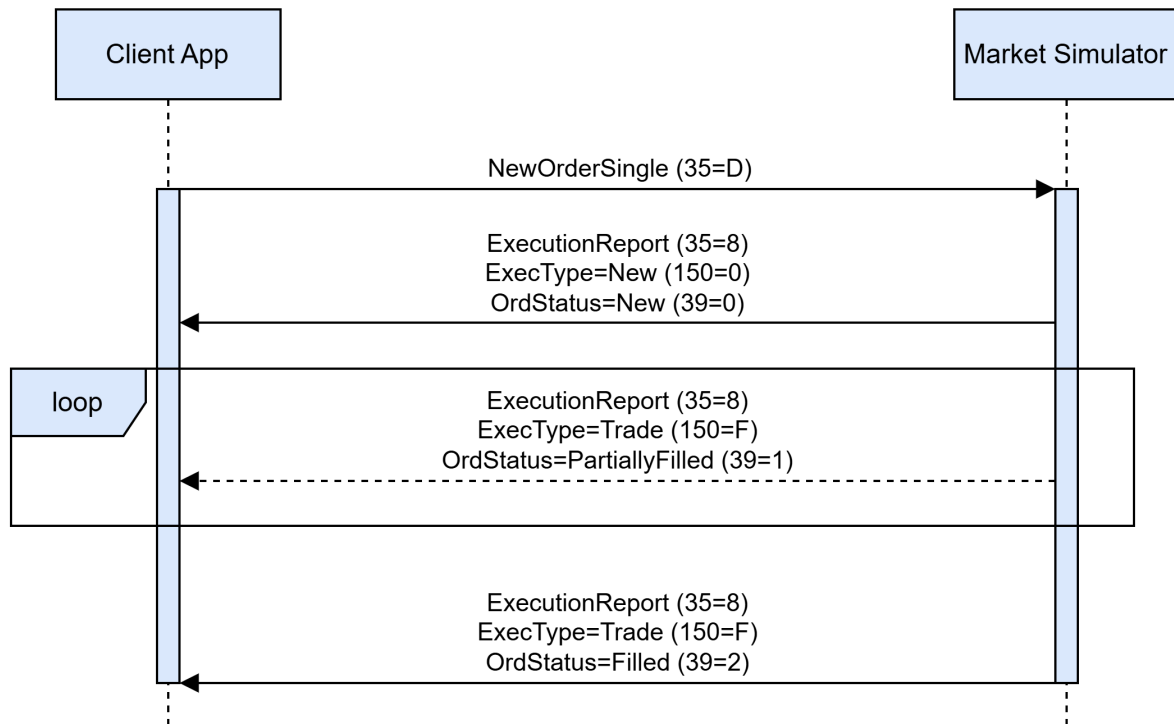 Client App
Market Simulator
NewOrderSingle (35=D)
ExecutionReport (35=8)
ExecType=New (150=0)
OrdStatus=New (39=0)
loop
ExecutionReport (35=8)
ExecType=Trade (150=F)
OrdStatus=PartiallyFilled (39=1)
ExecutionReport (35=8)
ExecType=Trade (150=F)
OrdStatus=Filled (39=2)